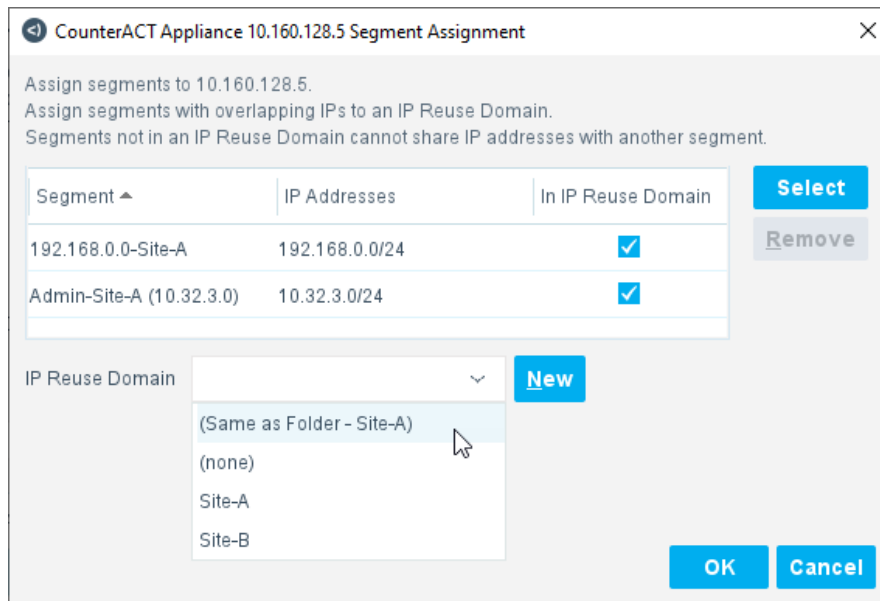 CounterACT Appliance 10.160.128.5 Segment Assignment
Assign segments to 10.160.128.5.
Assign segments with overlapping IPs to an IP Reuse Domain.
Segments not in an IP Reuse Domain cannot share IP addresses with another segment.
Segment IP Addresses In IP Reuse Domain
Select
192.168.0.0-Site-A 192.168.0.0/24
Remove
Admin-Site-A (10.32.3.0) 10.32.3.0/24
IP Reuse Domain
New
(Same as Folder - Site-A)
(none)
Site-A
Site-B
OK Cancel